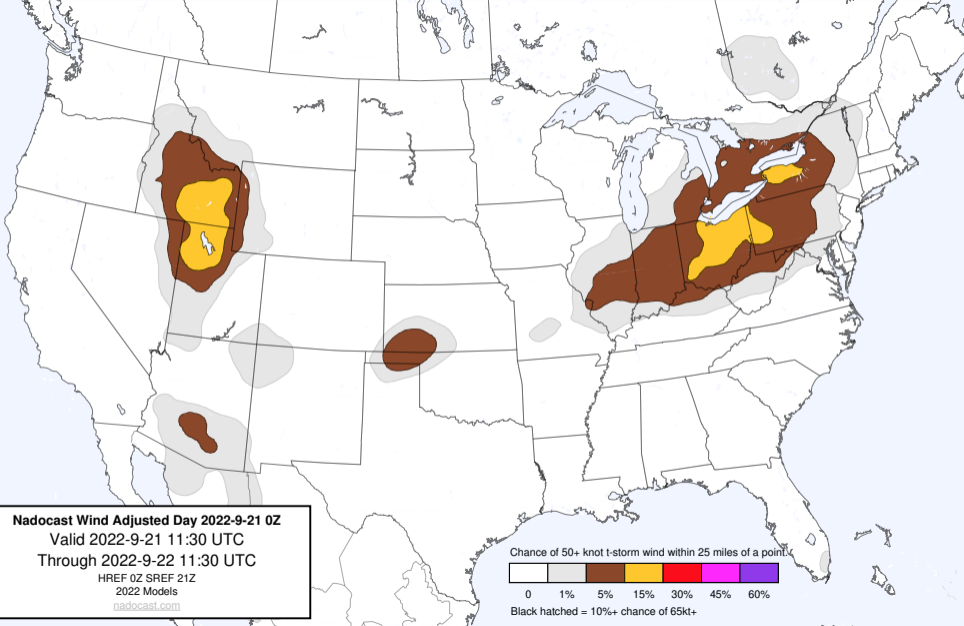 Nadocast Wind Adjusted Day 2022-9-21 0Z
Valid 2022-9-21 11:30 UTC
Through 2022-9-22 11:30 UTC
HREF 0Z SREF 21Z
2022 Models
nadocast.com
Chance of 50+ knot t-storm wind within 25 miles of a point.
0 1% 5% 15% 30% 45% 60%
Black hatched = 10%+ chance of 65kt+